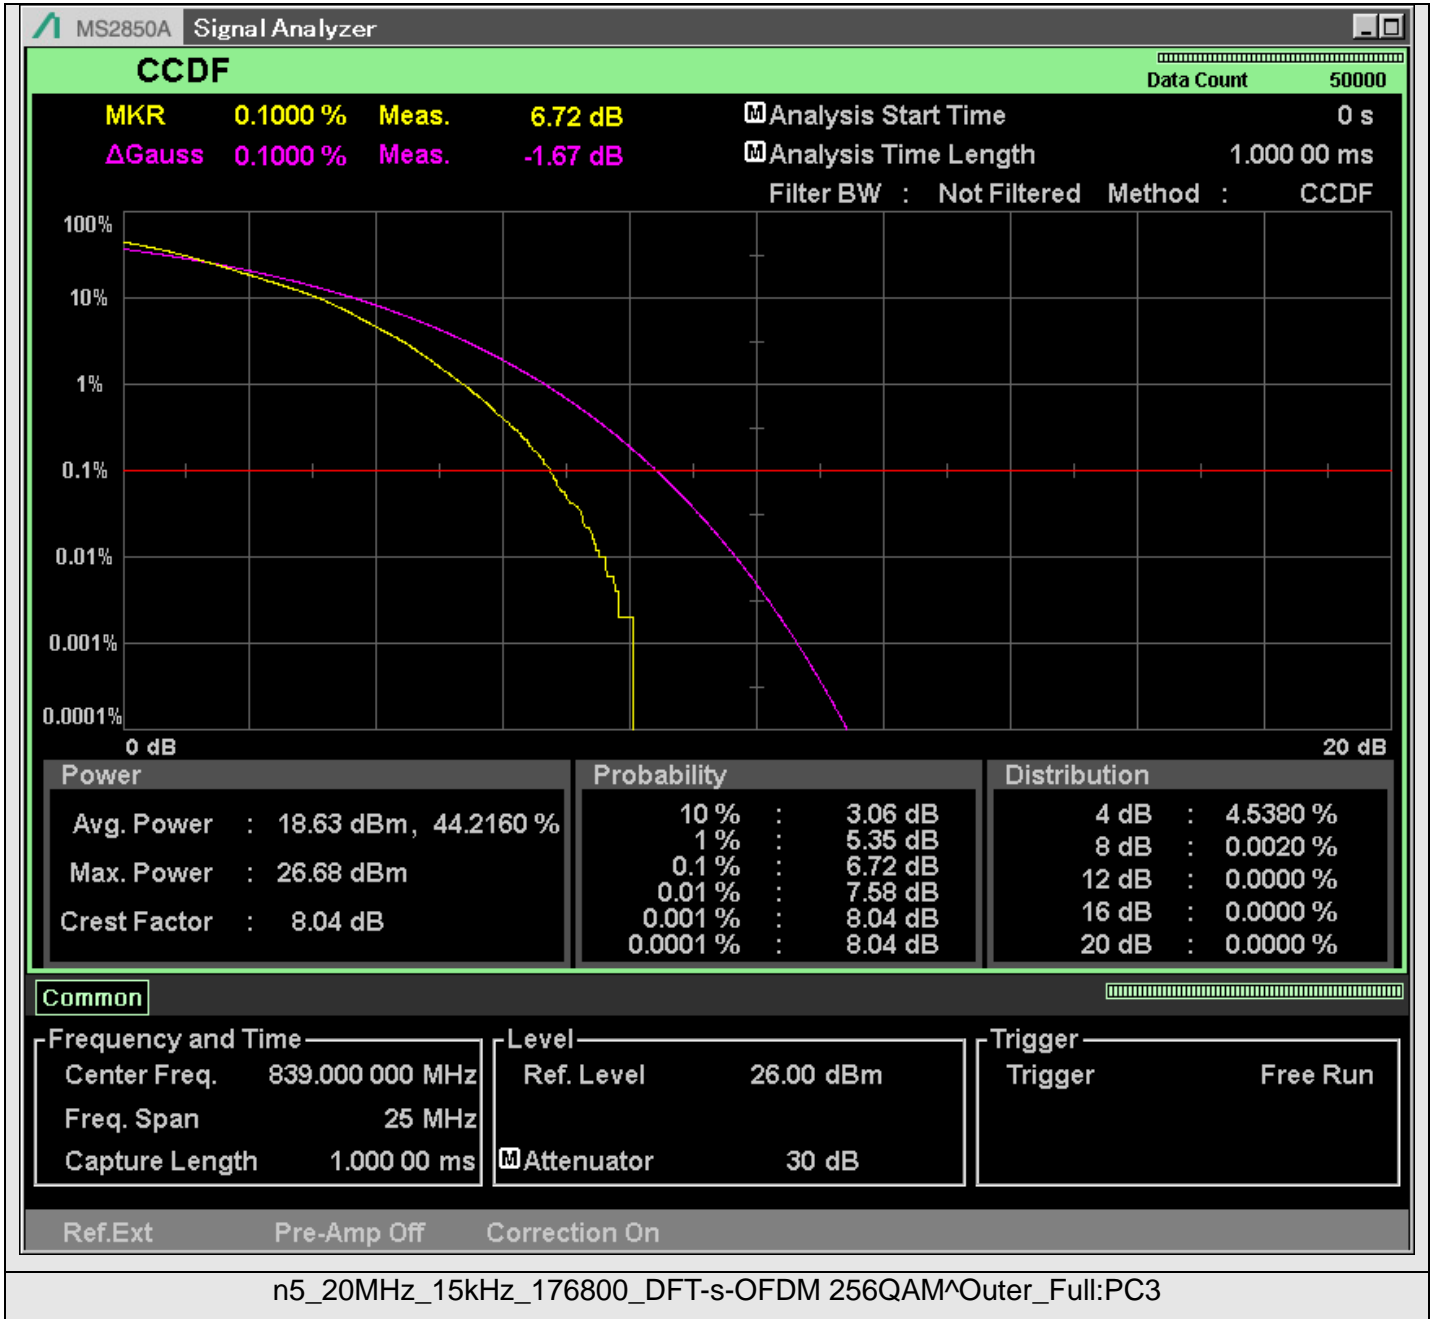 MS2850A Signal Analyzer
CCDF
Data Count 50000
MKR 0.1000 % Meas. 6.72 dB
ΔGauss 0.1000 % Meas. -1.67 dB
M Analysis Start Time 0 s
M Analysis Time Length 1.000 00 ms
Filter BW : Not Filtered Method : CCDF
100%
10%
1%
0.1%
0.01%
0.001%
0.0001%
0 dB 20 dB
Power
Avg. Power : 18.63 dBm, 44.2160 %
Max. Power : 26.68 dBm
Crest Factor : 8.04 dB
Probability
10 % : 3.06 dB
1 % : 5.35 dB
0.1 % : 6.72 dB
0.01 % : 7.58 dB
0.001 % : 8.04 dB
0.0001 % : 8.04 dB
Distribution
4 dB : 4.5380 %
8 dB : 0.0020 %
12 dB : 0.0000 %
16 dB : 0.0000 %
20 dB : 0.0000 %
Common
Frequency and Time
Center Freq. 839.000 000 MHz
Freq. Span 25 MHz
Capture Length 1.000 00 ms
Level
Ref. Level 26.00 dBm
M Attenuator 30 dB
Trigger
Trigger Free Run
Ref.Ext Pre-Amp Off Correction On
n5_20MHz_15kHz_176800_DFT-s-OFDM 256QAM^Outer_Full:PC3